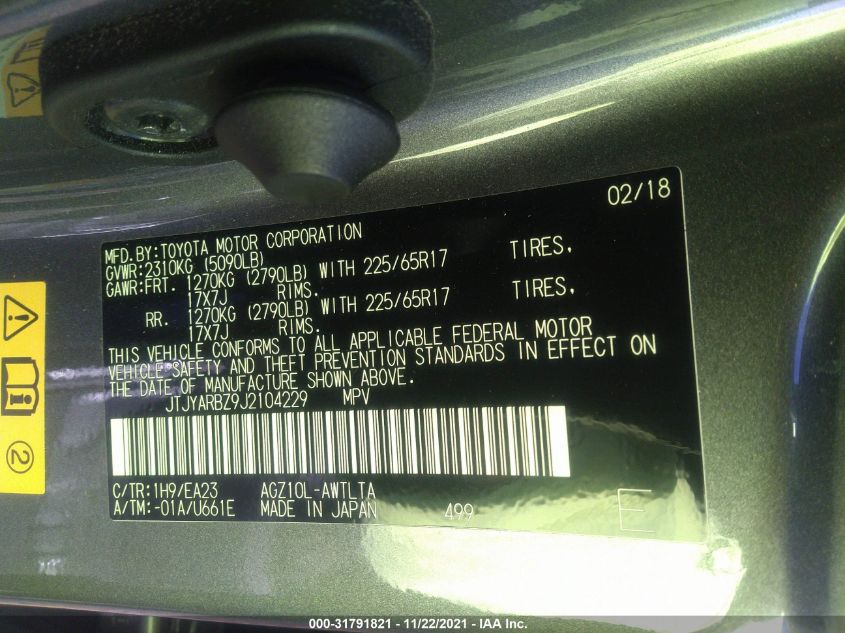 02/18
MFD.BY:TOYOTA MOTOR CORPORATION
GVWR:2310KG (5090LB)
GAWR:FRT. 1270KG (2790LB) WITH 225/65R17 TIRES,
17X7J RIMS.
RR. 1270KG (2790LB) WITH 225/65R17 TIRES,
17X7J RIMS.
THIS VEHICLE CONFORMS TO ALL APPLICABLE FEDERAL MOTOR
VEHICLE SAFETY AND THEFT PREVENTION STANDARDS IN EFFECT ON
THE DATE OF MANUFACTURE SHOWN ABOVE.
JTJYARBZ9J2104229 MPV
C/TR:1H9/EA23 AGZ10L-AWTLTA
A/TM:-01A/U661E MADE IN JAPAN 499 E
2
000-31791821 - 11/22/2021 - IAA Inc.